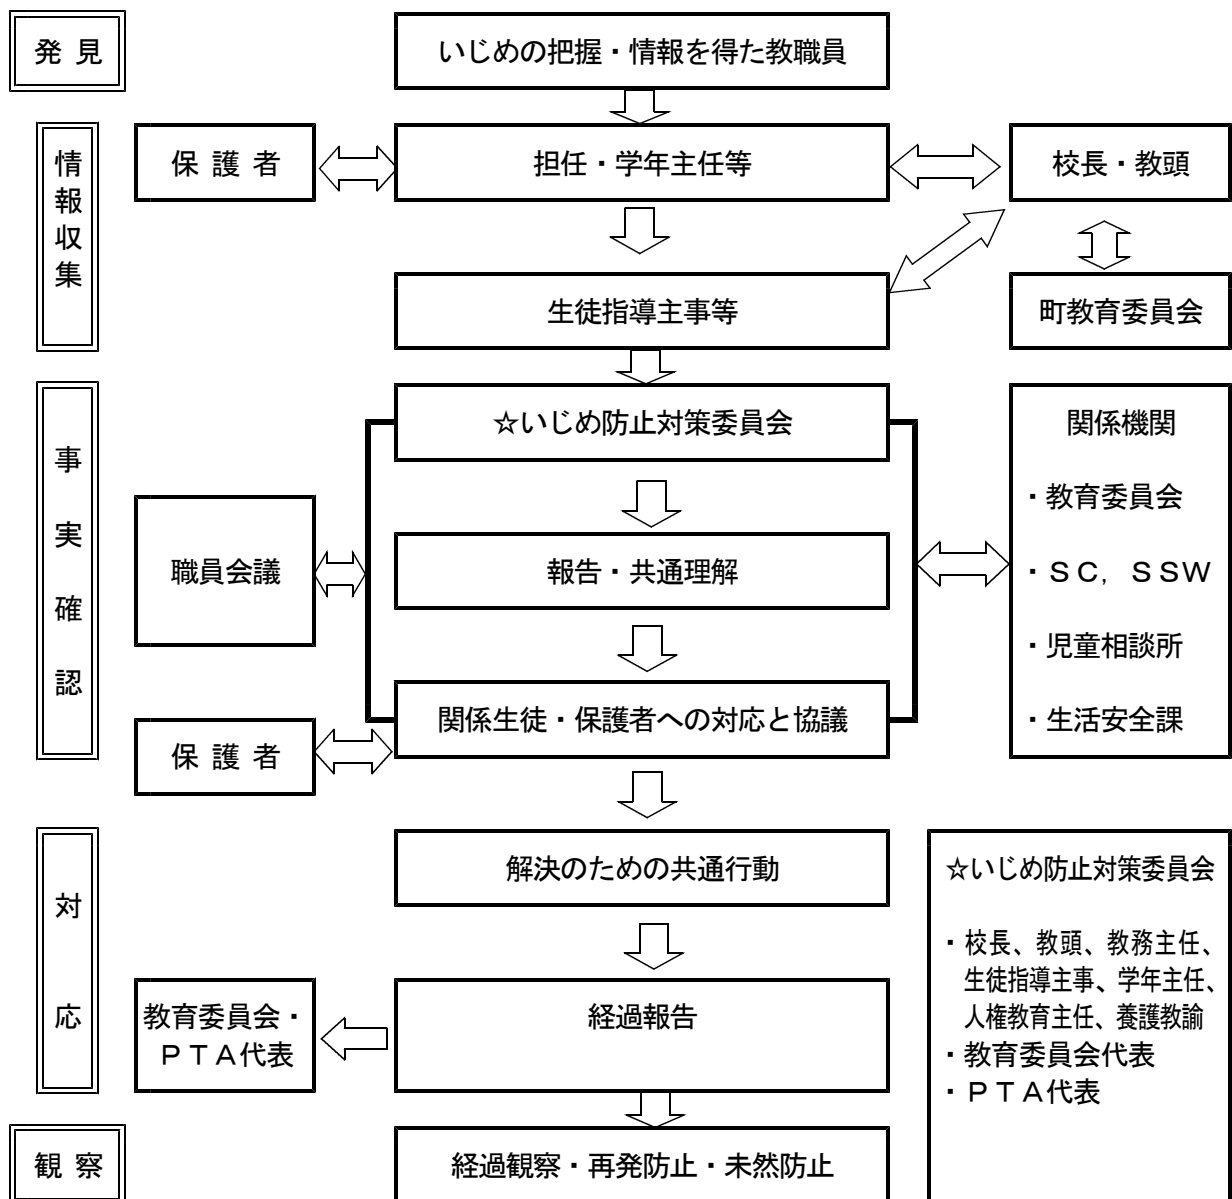 発 見
いじめの把握・情報を得た教職員
情報収集
保 護 者
担任・学年主任等
校長・教頭
生徒指導主事等
町教育委員会
事実確認
☆いじめ防止対策委員会
関係機関
・教育委員会
・ＳＣ，ＳＳＷ
・児童相談所
・生活安全課
職員会議
報告・共通理解
関係生徒・保護者への対応と協議
保 護 者
対応
解決のための共通行動
☆いじめ防止対策委員会
・校長、教頭、教務主任、
生徒指導主事、学年主任、
人権教育主任、養護教諭
・教育委員会代表
・ＰＴＡ代表
教育委員会・
ＰＴＡ代表
経過報告
観 察
経過観察・再発防止・未然防止